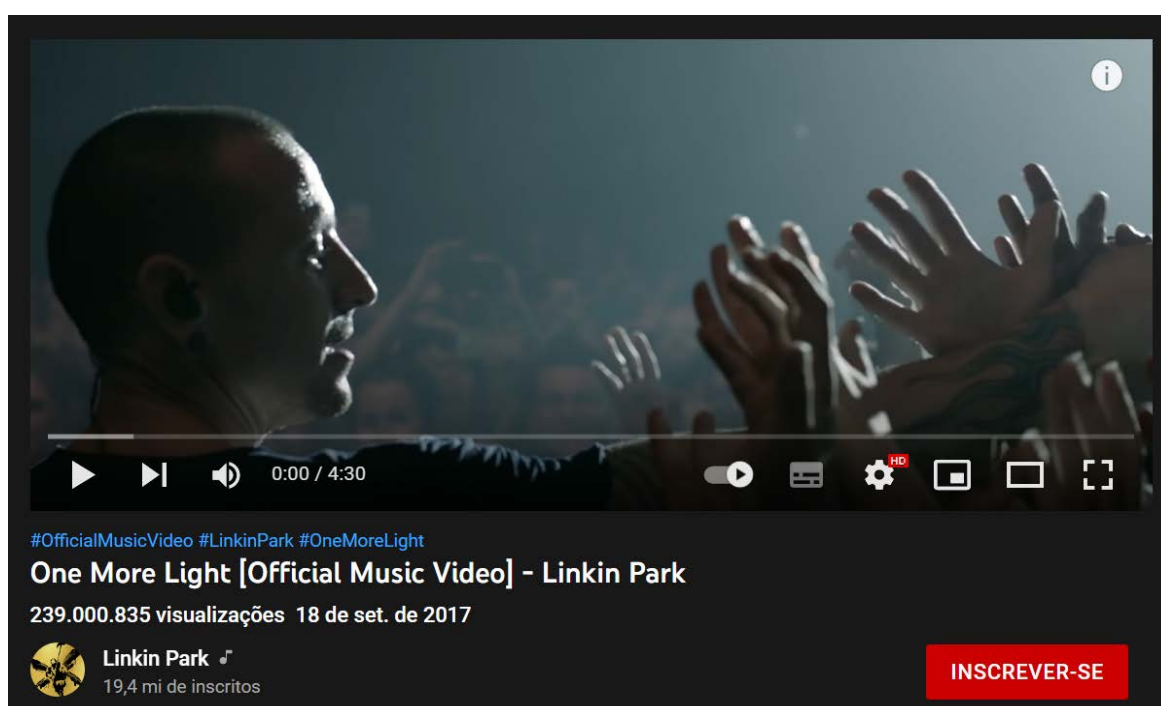 i
0:00 / 4:30
HD
#OfficialMusicVideo #LinkinPark #OneMoreLight
One More Light [Official Music Video] - Linkin Park
239.000.835 visualizações 18 de set. de 2017
Linkin Park
19,4 mi de inscritos
INSCREVER-SE